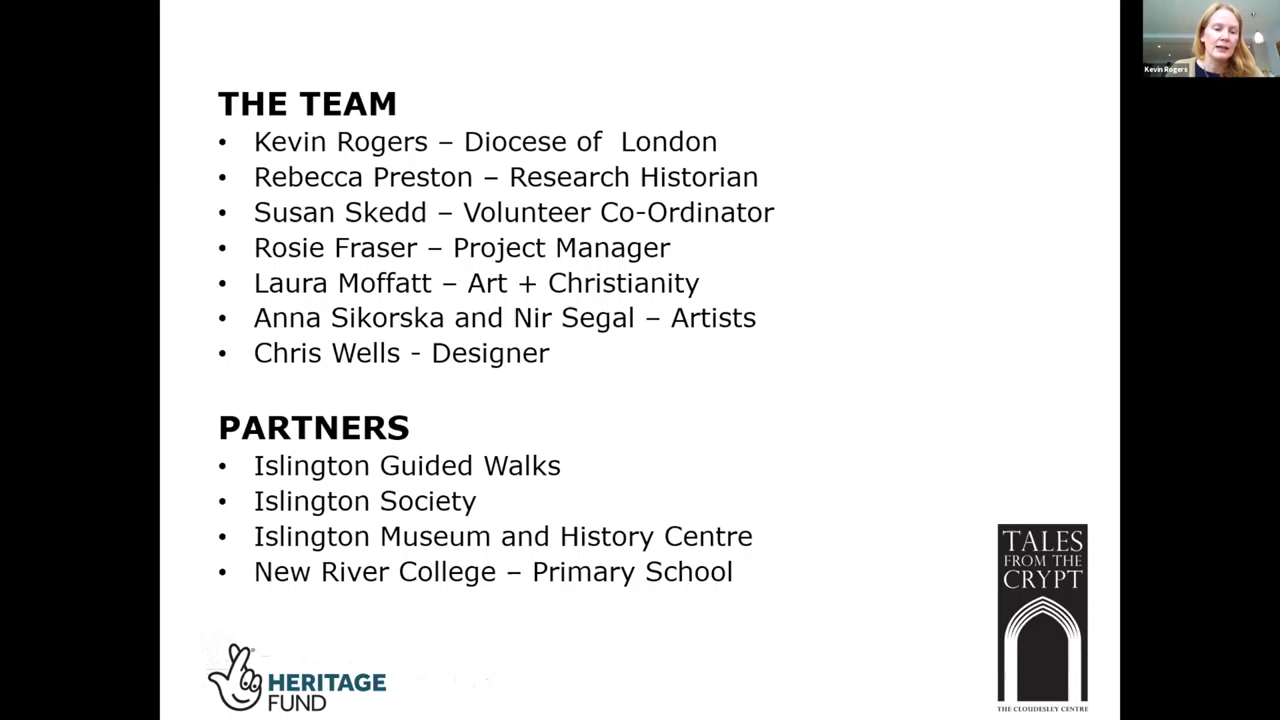 Kevin Rogers
THE TEAM
• Kevin Rogers – Diocese of  London
• Rebecca Preston – Research Historian
• Susan Skedd – Volunteer Co-Ordinator
• Rosie Fraser – Project Manager
• Laura Moffatt – Art + Christianity
• Anna Sikorska and Nir Segal – Artists
• Chris Wells - Designer
PARTNERS
• Islington Guided Walks
• Islington Society
• Islington Museum and History Centre
• New River College – Primary School
TALES
FROM THE
CRYPT
THE CLOUDESLEY CENTRE
HERITAGE
FUND